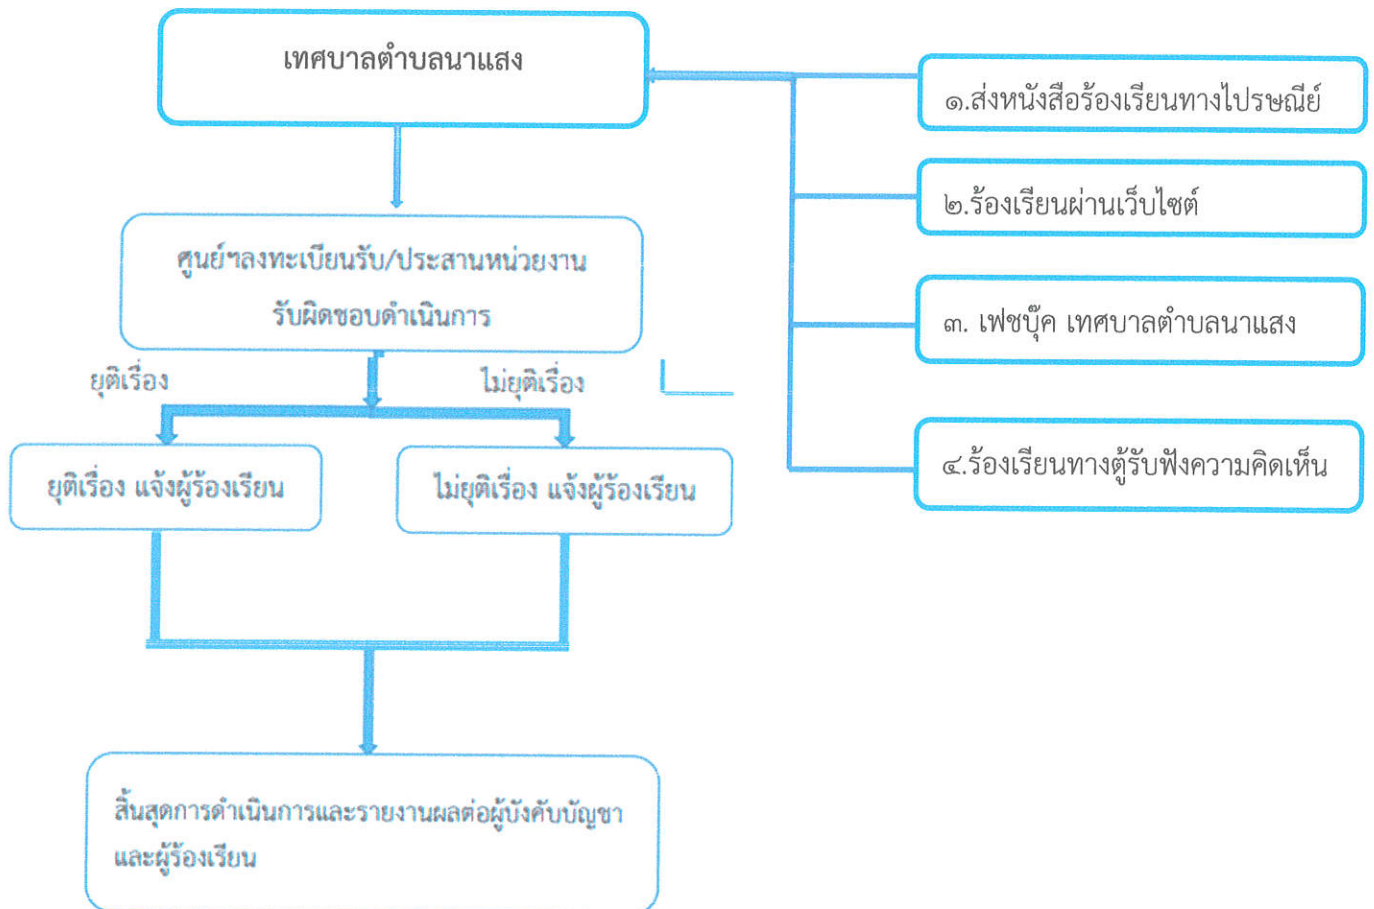 เทศบาลตำบลนาแสง
๑.ส่งหนังสือร้องเรียนทางไปรษณีย์
๒.ร้องเรียนผ่านเว็บไซต์
๓. เฟชบุ๊ค เทศบาลตำบลนาแสง
๔.ร้องเรียนทางตู้รับฟังความคิดเห็น
ศูนย์ฯลงทะเบียนรับ/ประสานหน่วยงาน
รับผิดชอบดำเนินการ
ยุติเรื่อง
ไม่ยุติเรื่อง
ยุติเรื่อง แจ้งผู้ร้องเรียน
ไม่ยุติเรื่อง แจ้งผู้ร้องเรียน
สิ้นสุดการดำเนินการและรายงานผลต่อผู้บังคับบัญชา
และผู้ร้องเรียน